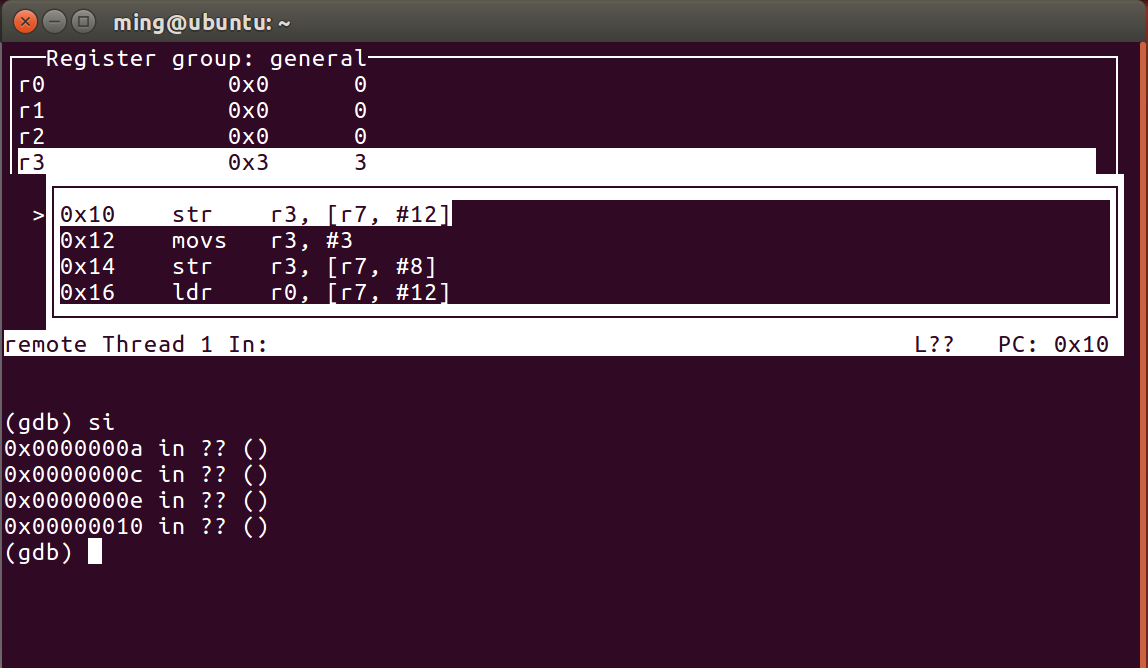 ming@ubuntu: ~
Register group: general
r0 0x0 0
r1 0x0 0
r2 0x0 0
r3 0x3 3
> 0x10 str r3, [r7, #12]
0x12 movs r3, #3
0x14 str r3, [r7, #8]
0x16 ldr r0, [r7, #12]
remote Thread 1 In: L?? PC: 0x10
(gdb) si
0x0000000a in ?? ()
0x0000000c in ?? ()
0x0000000e in ?? ()
0x00000010 in ?? ()
(gdb)